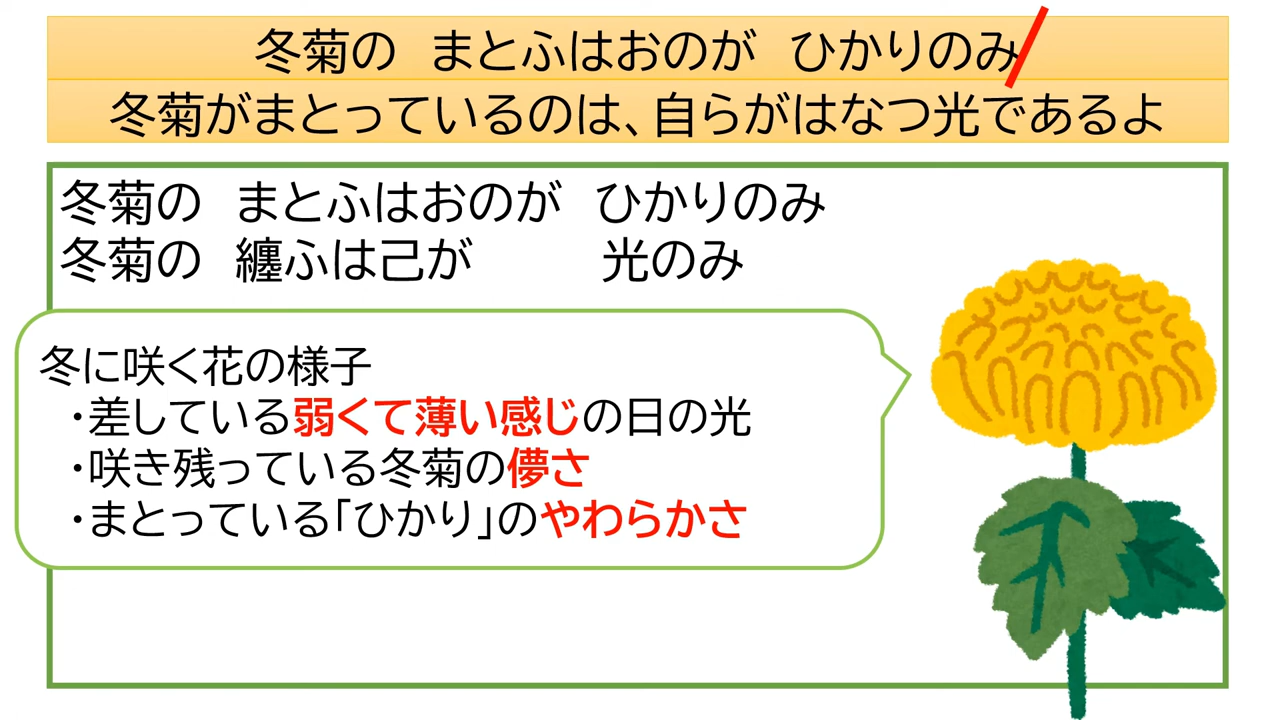 冬菊の　まとふはおのが　ひかりのみ
冬菊がまとっているのは、自らがはなつ光であるよ
冬菊の　まとふはおのが　ひかりのみ
冬菊の　纏ふは己が　光のみ
冬に咲く花の様子
・差している弱くて薄い感じの日の光
・咲き残っている冬菊の儚さ
・まとっている「ひかり」のやわらかさ